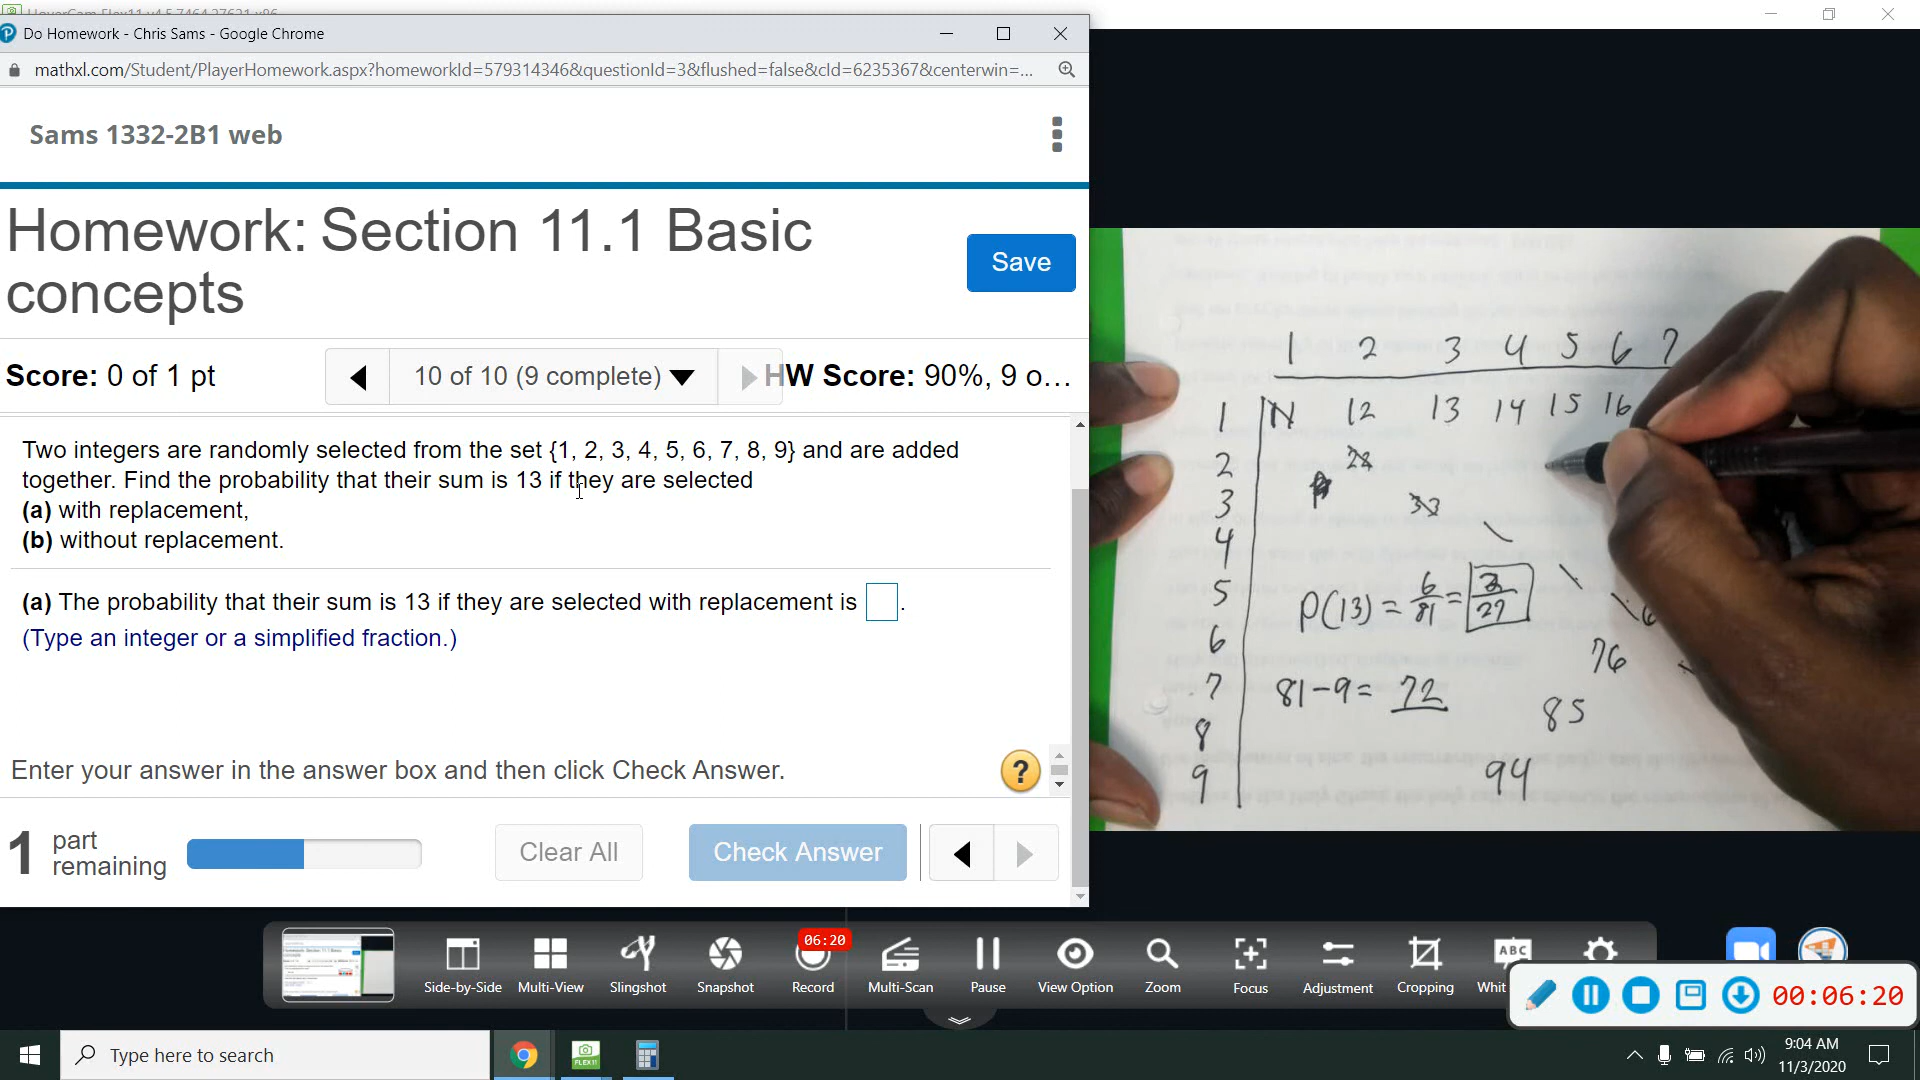 Do Homework - Chris Sams - Google Chrome
mathxl.com/Student/PlayerHomework.aspx?homeworkId=579314346&questionId=3&flushed=false&cId=6235367&centerwin=...
Sams 1332-2B1 web
Homework: Section 11.1 Basic
concepts
Save
Score: 0 of 1 pt
10 of 10 (9 complete)
HW Score: 90%, 9 o...
Two integers are randomly selected from the set {1, 2, 3, 4, 5, 6, 7, 8, 9} and are added
together. Find the probability that their sum is 13 if they are selected
(a) with replacement,
(b) without replacement.
(a) The probability that their sum is 13 if they are selected with replacement is
.
(Type an integer or a simplified fraction.)
Enter your answer in the answer box and then click Check Answer.
?
1 part
remaining
Clear All
Check Answer
1 2 3 4 5 6 7
1 12 13 14 15 16
2 22
3 33
4
5 P(13) = 6/81 = 2/27
6 76
7 81-9= 72
8 85
9 94
06:20
Side-by-Side
Multi-View
Slingshot
Snapshot
Record
Multi-Scan
Pause
View Option
Zoom
Focus
Adjustment
Cropping
ABC
Whit
00:06:20
Type here to search
FLEX11
9:04 AM
11/3/2020